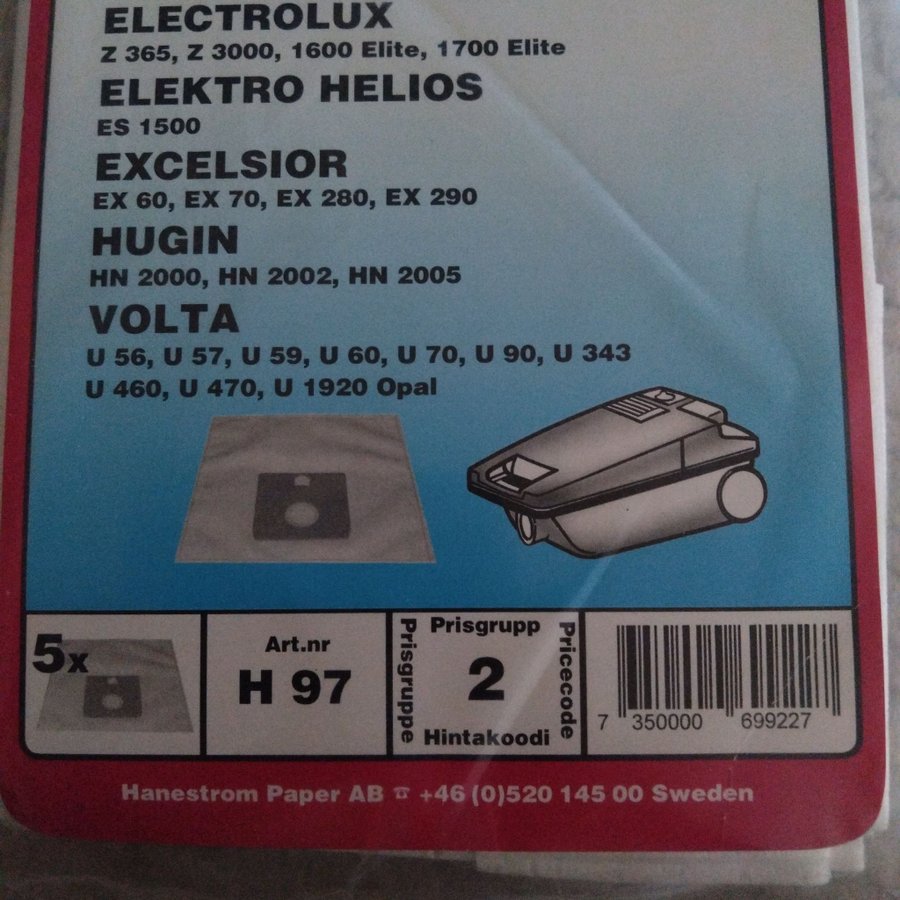 ELECTROLUX
Z 365, Z 3000, 1600 Elite, 1700 Elite
ELEKTRO HELIOS
ES 1500
EXCELSIOR
EX 60, EX 70, EX 280, EX 290
HUGIN
HN 2000, HN 2002, HN 2005
VOLTA
U 56, U 57, U 59, U 60, U 70, U 90, U 343
U 460, U 470, U 1920 Opal
5x
Art.nr
H 97
Prisgruppe
Prisgrupp
2
Hintakoodi
Pricecode
7 350000 699227
Hanestrom Paper AB ☎ +46 (0)520 145 00 Sweden